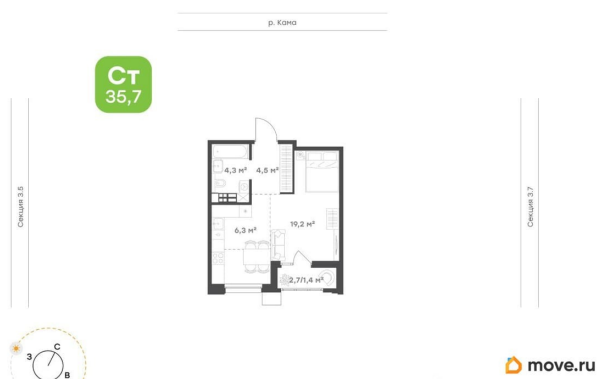 р. Кама
Ст
35,7
4,3 м²
4,5 м²
19,2 м²
6,3 м²
2,7/1,4 м²
Секция 3.5
Секция 3.7
С
З
В
move.ru